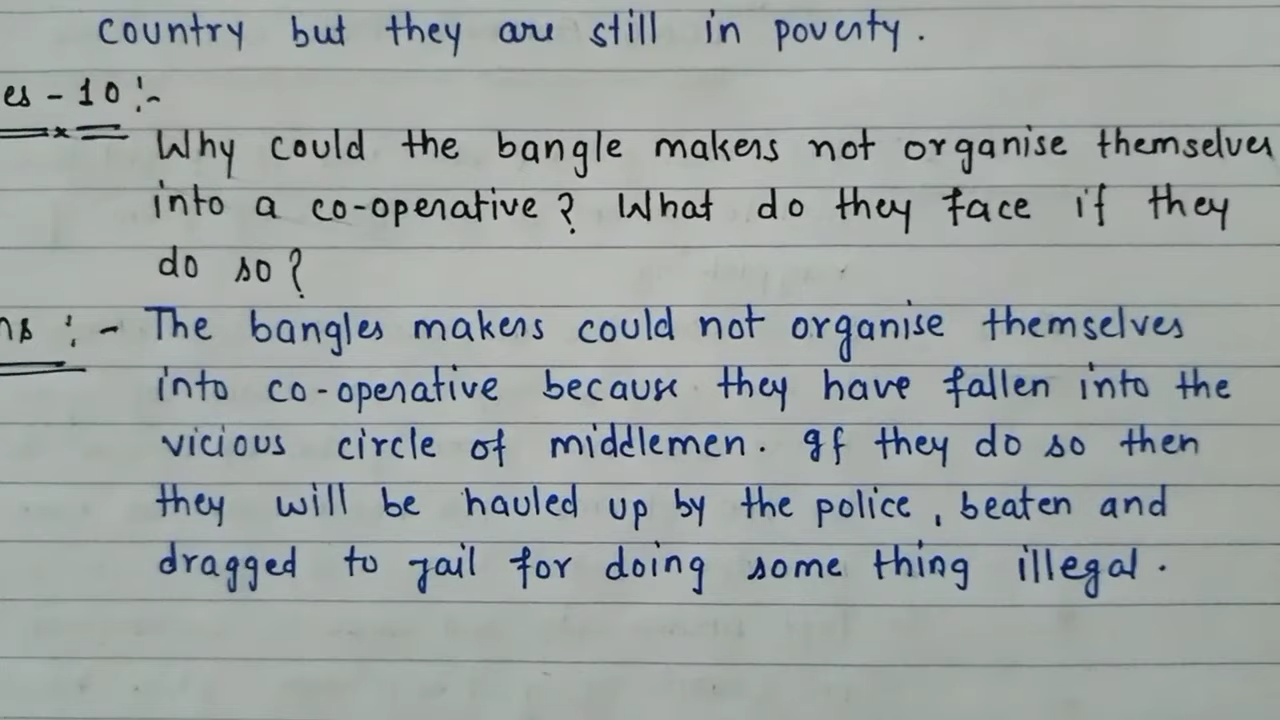 country but they are still in poverty.
es - 10 :-
Why could the bangle makers not organise themselves
into a co-operative? What do they face if they
do so?
ns :- The bangles makers could not organise themselves
into co-operative because they have fallen into the
vicious circle of middlemen. If they do so then
they will be hauled up by the police, beaten and
dragged to jail for doing some thing illegal.